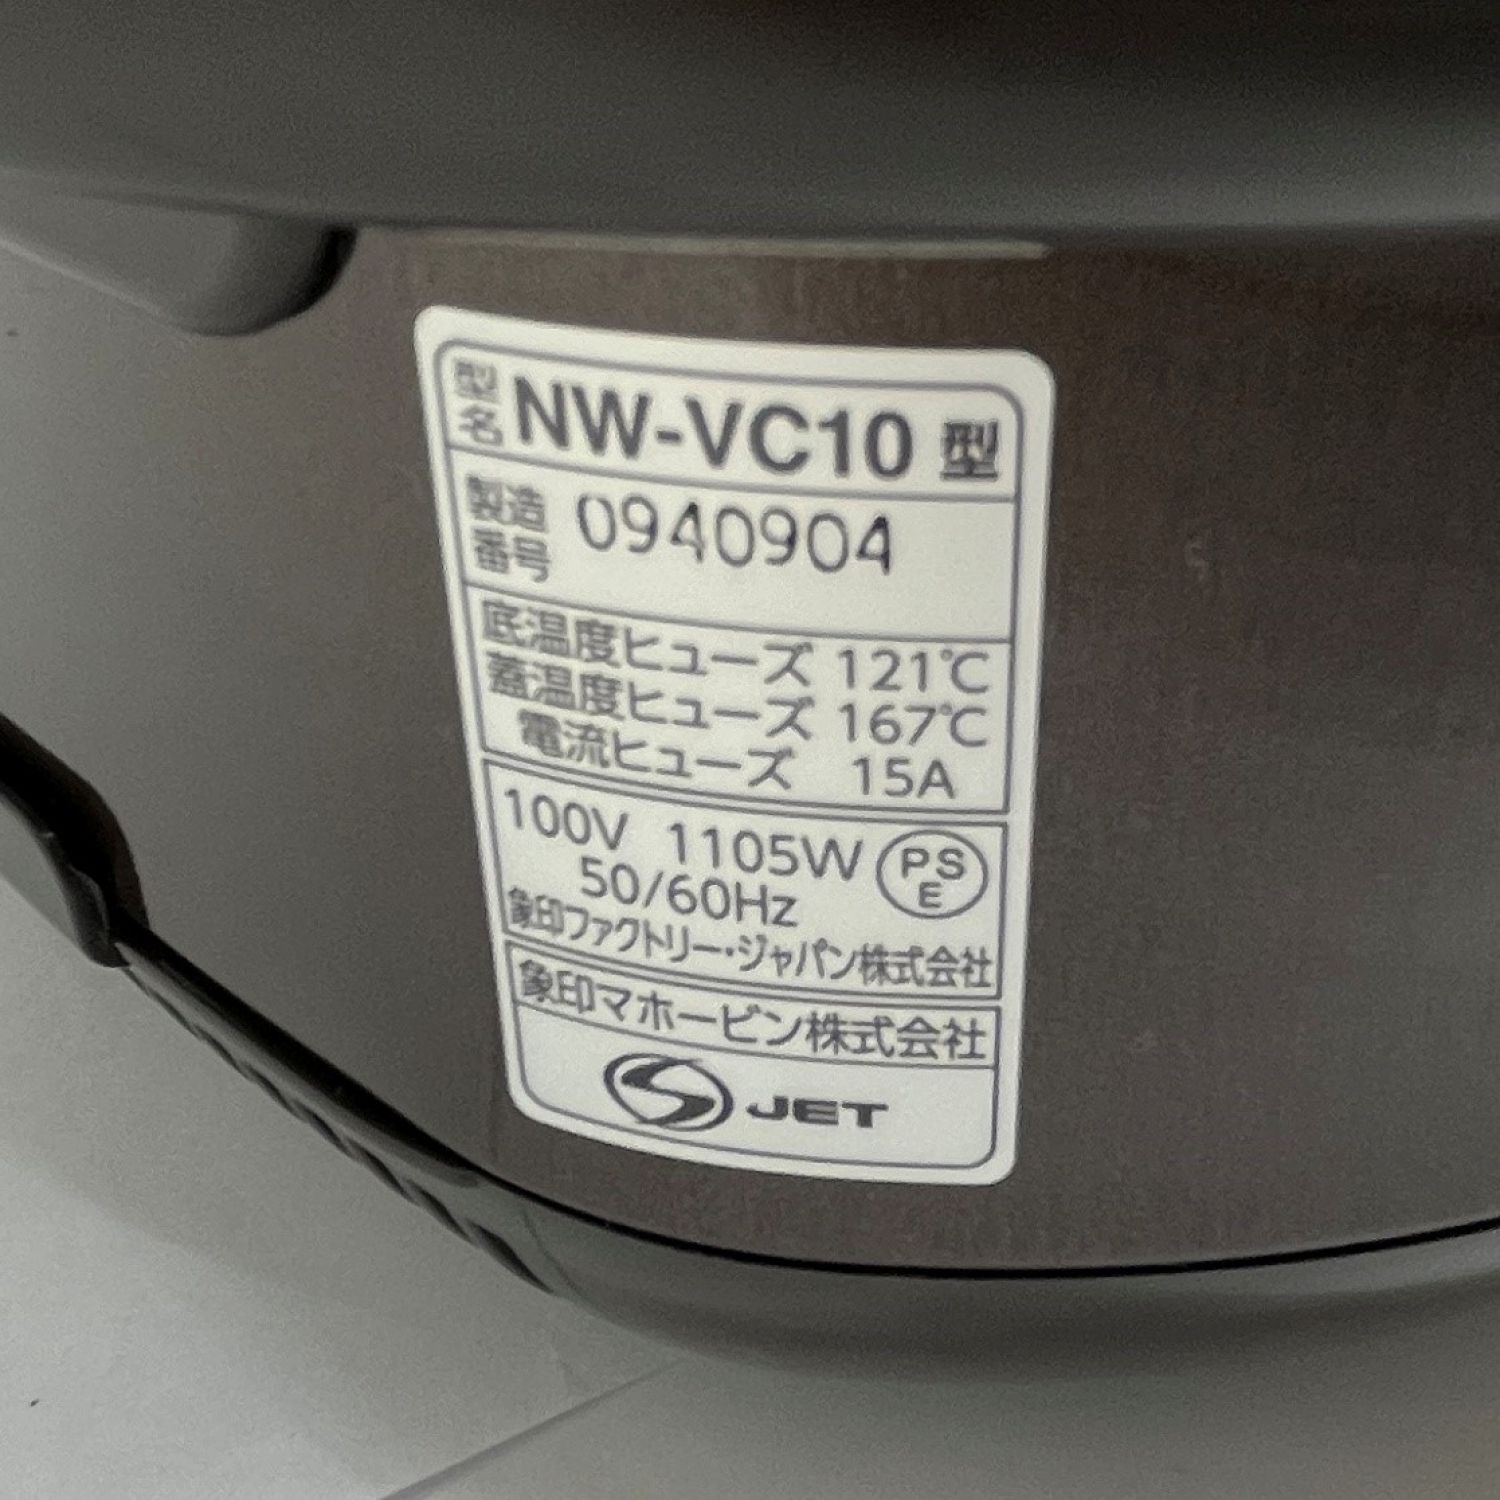 型名 NW-VC10 型
製造番号 0940904
底温度ヒューズ 121℃
蓋温度ヒューズ 167℃
電流ヒューズ 15A
100V 1105W
50/60Hz
PSE
象印ファクトリー・ジャパン株式会社
象印マホービン株式会社
S JET